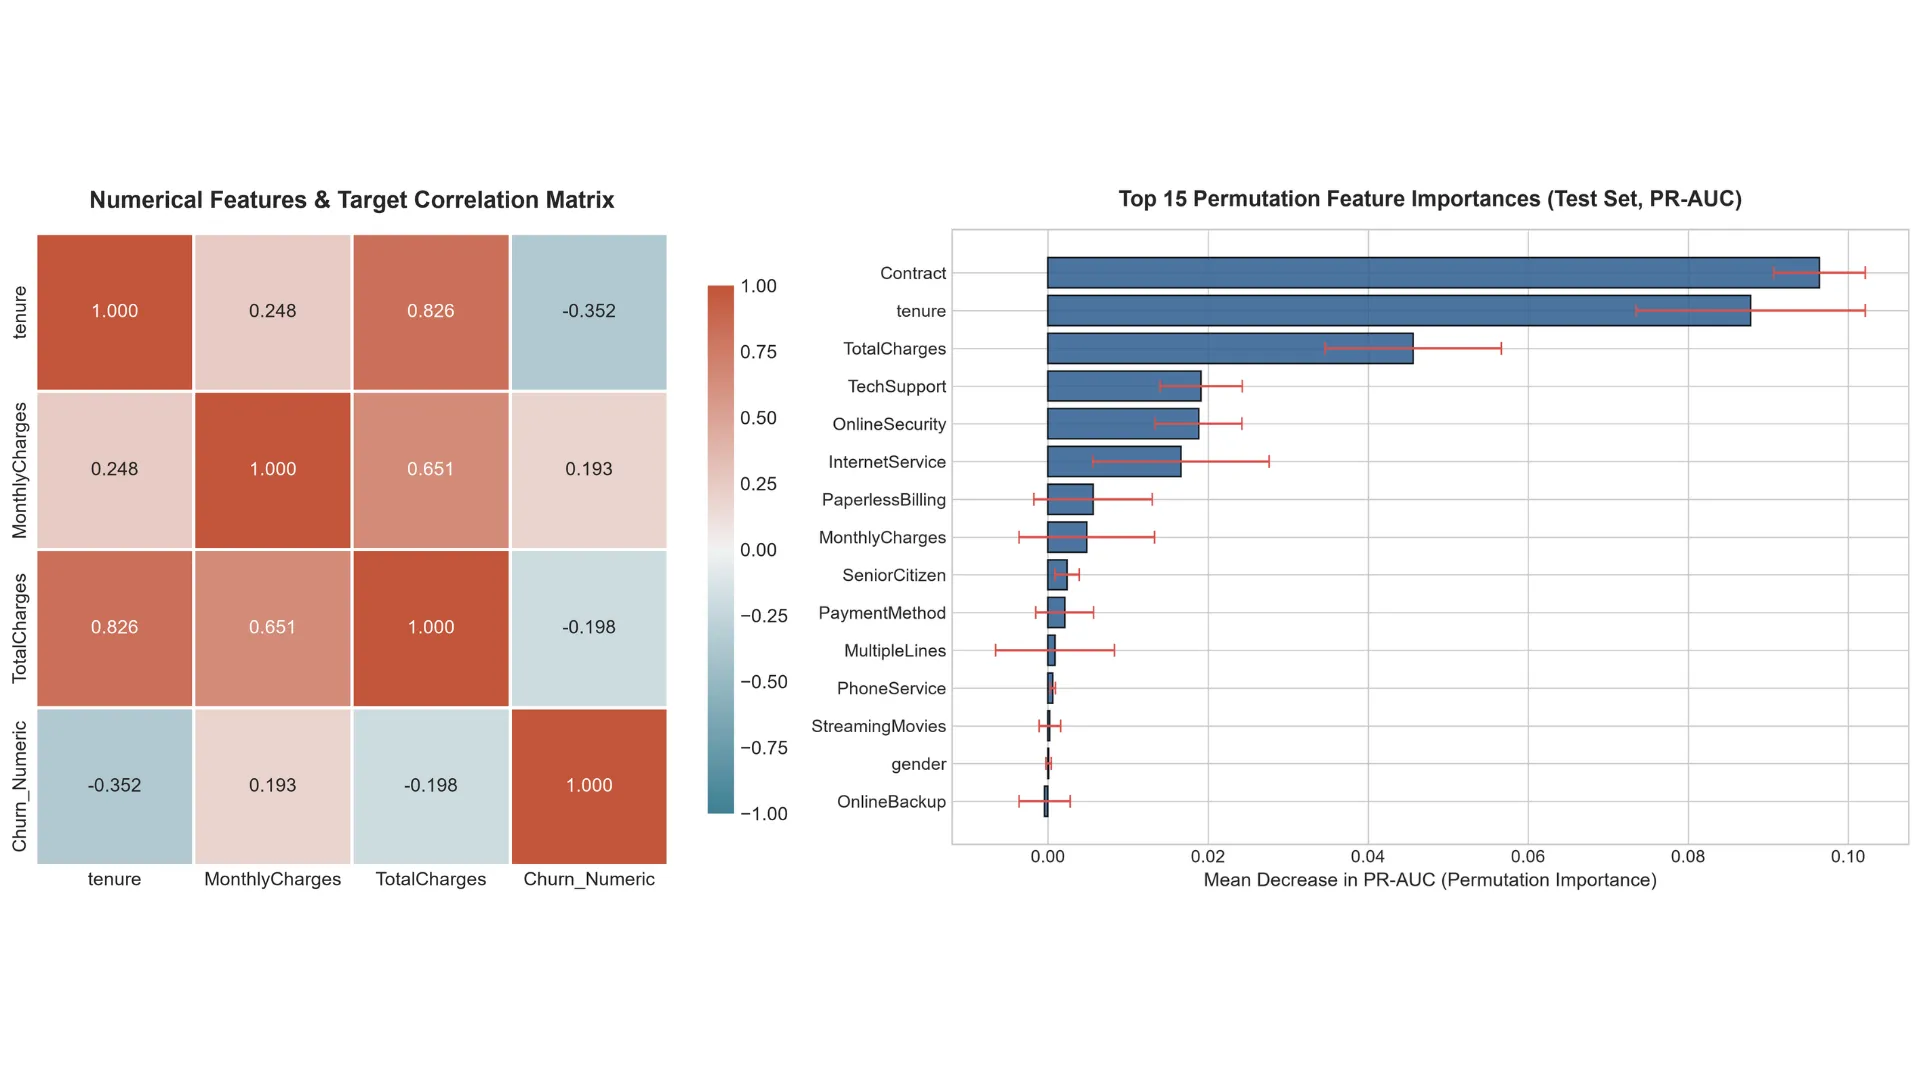 Numerical Features & Target Correlation Matrix
tenure
1.000 0.248 0.826 -0.352
MonthlyCharges
0.248 1.000 0.651 0.193
TotalCharges
0.826 0.651 1.000 -0.198
Churn_Numeric
-0.352 0.193 -0.198 1.000
tenure MonthlyCharges TotalCharges Churn_Numeric
1.00
0.75
0.50
0.25
0.00
−0.25
−0.50
−0.75
−1.00
Top 15 Permutation Feature Importances (Test Set, PR-AUC)
Contract
tenure
TotalCharges
TechSupport
OnlineSecurity
InternetService
PaperlessBilling
MonthlyCharges
SeniorCitizen
PaymentMethod
MultipleLines
PhoneService
StreamingMovies
gender
OnlineBackup
0.00 0.02 0.04 0.06 0.08 0.10
Mean Decrease in PR-AUC (Permutation Importance)